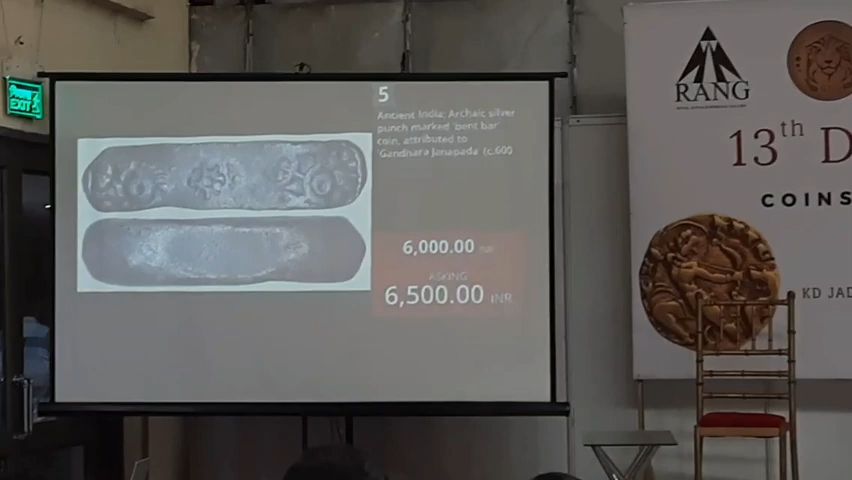 EXIT
5
Ancient India; Archaic silver
punch marked 'bent bar'
coin, attributed to
'Gandhara Janapada' (c.600
6,000.00 INR
ASKING
6,500.00 INR
RANG
13th D
COINS
KD JAD